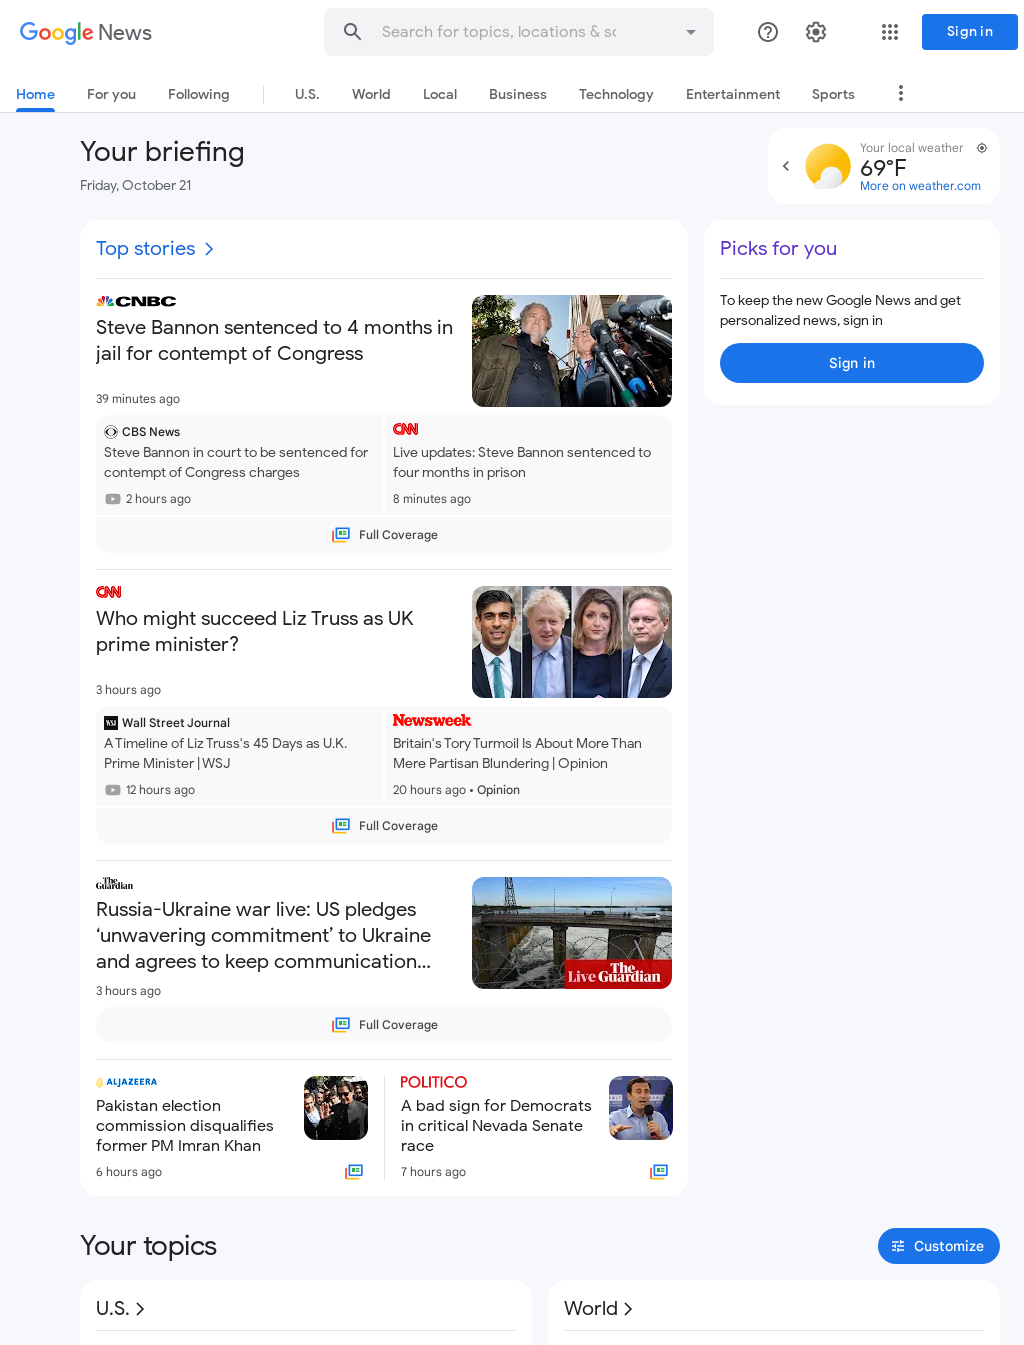 Google News
Search for topics, locations & so
Sign in
Home
For you
Following
U.S.
World
Local
Business
Technology
Entertainment
Sports
Your briefing
Friday, October 21
Your local weather
69°F
More on weather.com
Top stories
CNBC
Steve Bannon sentenced to 4 months in
jail for contempt of Congress
39 minutes ago
CBS News
Steve Bannon in court to be sentenced for
contempt of Congress charges
2 hours ago
CNN
Live updates: Steve Bannon sentenced to
four months in prison
8 minutes ago
Full Coverage
CNN
Who might succeed Liz Truss as UK
prime minister?
3 hours ago
WSJ
Wall Street Journal
A Timeline of Liz Truss's 45 Days as U.K.
Prime Minister | WSJ
12 hours ago
Newsweek
Britain's Tory Turmoil Is About More Than
Mere Partisan Blundering | Opinion
20 hours ago • Opinion
Full Coverage
The
Guardian
Russia-Ukraine war live: US pledges
‘unwavering commitment’ to Ukraine
and agrees to keep communication...
3 hours ago
Live The
Guardian
Full Coverage
ALJAZEERA
Pakistan election
commission disqualifies
former PM Imran Khan
6 hours ago
POLITICO
A bad sign for Democrats
in critical Nevada Senate
race
7 hours ago
Picks for you
To keep the new Google News and get
personalized news, sign in
Sign in
Your topics
Customize
U.S.
World